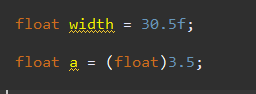 float width = 30.5f;
float a = (float)3.5;